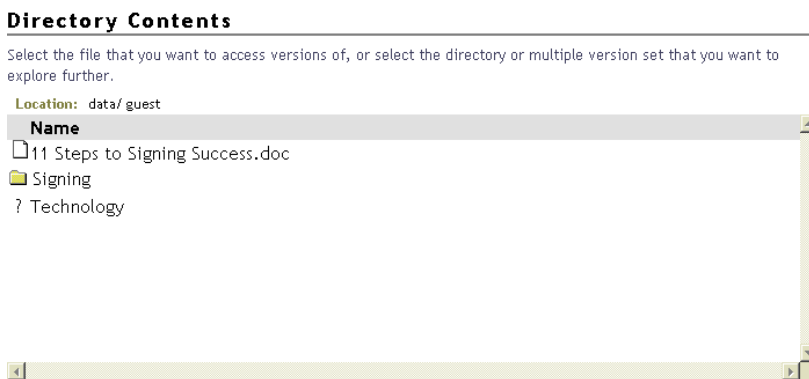 Directory Contents
Select the file that you want to access versions of, or select the directory or multiple version set that you want to
explore further.
Location: data/ guest
Name
11 Steps to Signing Success.doc
Signing
? Technology